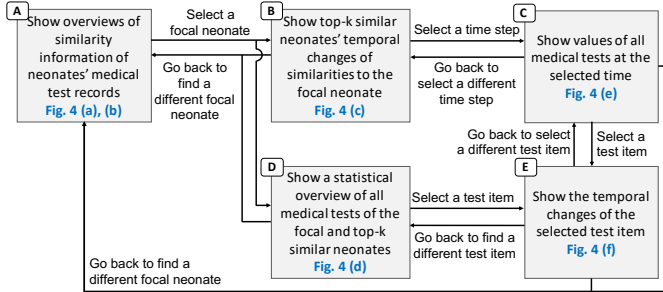 A
Show overviews of
similarity
information of
neonates' medical
test records
Fig. 4 (a), (b)
Select a
focal neonate
Go back to
find a
different focal
neonate
B
Show top-k similar
neonates' temporal
changes of
similarities to the
focal neonate
Fig. 4 (c)
Select a time step
Go back to
select a different
time step
C
Show values of all
medical tests at the
selected time
Fig. 4 (e)
Go back to select
a different test item
Select a
test item
D
Show a statistical
overview of all
medical tests of the
focal and top-k
similar neonates
Fig. 4 (d)
Select a test item
Go back to find a
different test item
E
Show the temporal
changes of the
selected test item
Fig. 4 (f)
Go back to find a
different focal neonate